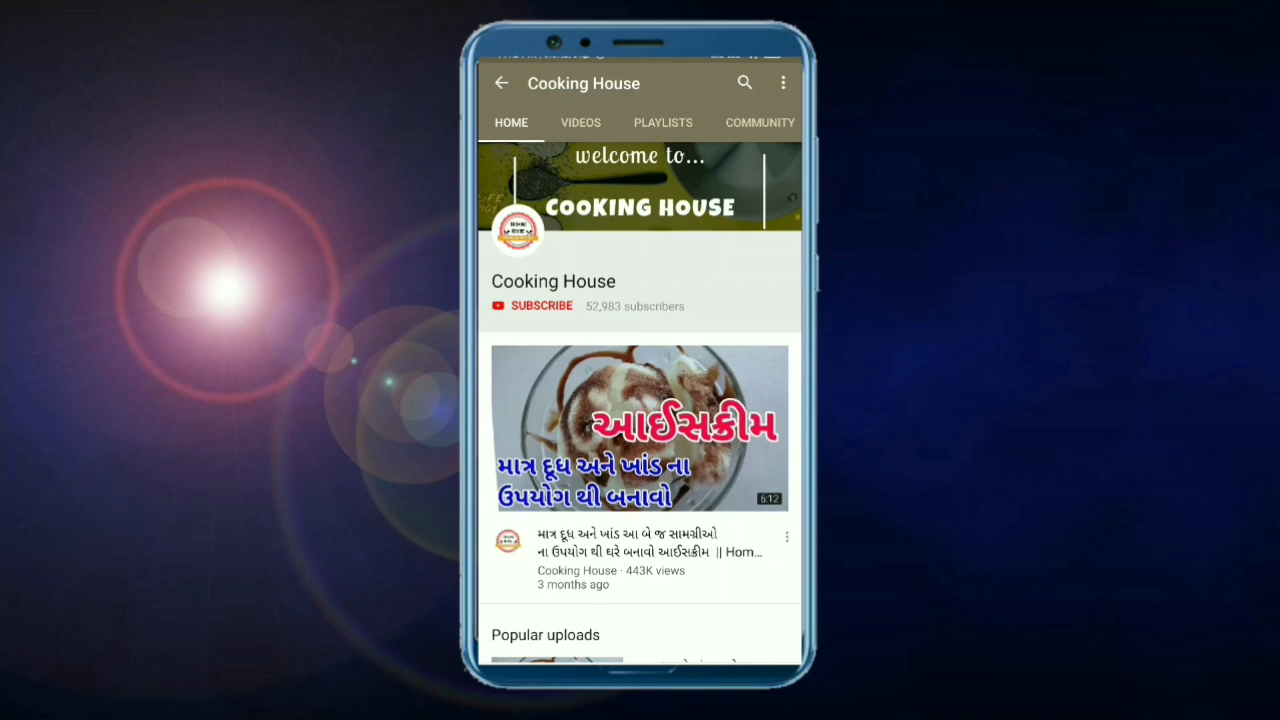 Cooking House
HOME VIDEOS PLAYLISTS COMMUNITY
welcome to...
COOKING HOUSE
Cooking House
SUBSCRIBE 52,983 subscribers
આઈસક્રીમ
માત્ર દૂધ અને ખાંડ ના
ઉપયોગ થી બનાવો
6:12
માત્ર દૂધ અને ખાંડ આ બે જ સામગ્રીઓ
ના ઉપયોગ થી ઘરે બનાવો આઈસક્રીમ || Hom...
Cooking House · 443K views
3 months ago
Popular uploads